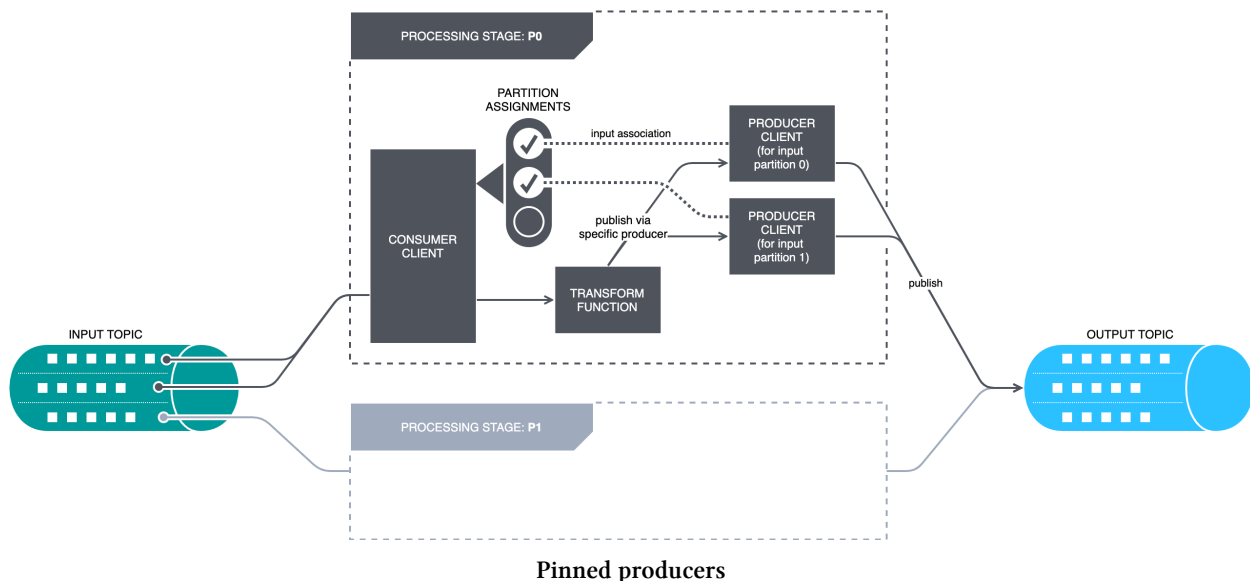 PROCESSING STAGE: P0
PARTITION
ASSIGNMENTS
input association
PRODUCER
CLIENT
(for input
partition 0)
publish via
specific producer
PRODUCER
CLIENT
(for input
partition 1)
CONSUMER
CLIENT
TRANSFORM
FUNCTION
publish
INPUT TOPIC
OUTPUT TOPIC
PROCESSING STAGE: P1
Pinned producers